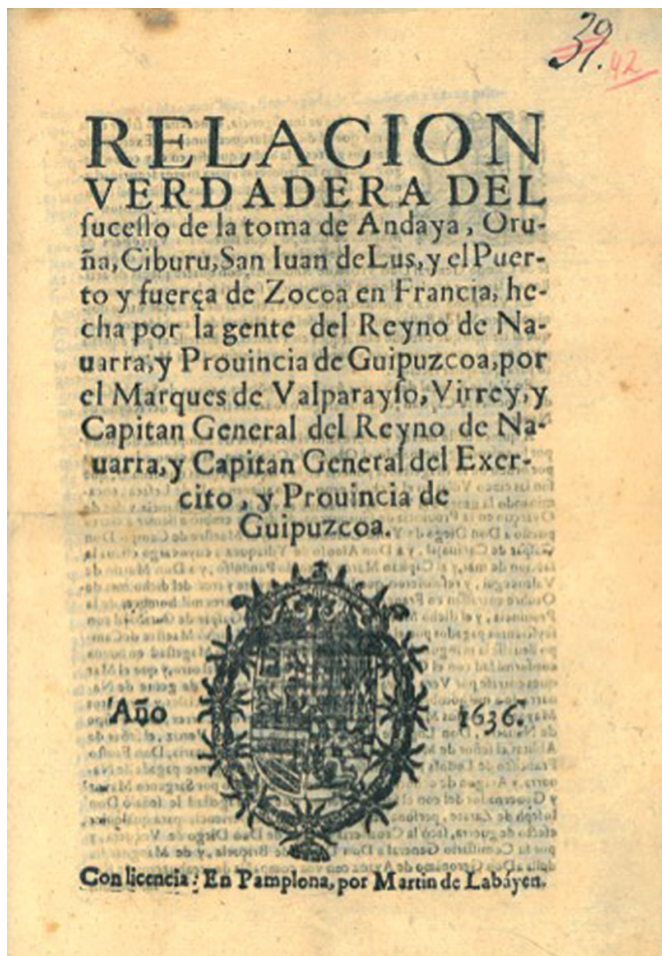 39.
42
RELACION
VERDADERA DEL
sucesso de la toma de Andaya, Oru-
ña, Ciburu, San Iuan de Lus, y el Puer-
to y fuerça de Zocoa en Francia, he-
cha por la gente del Reyno de Na-
uarra, y Prouincia de Guipuzcoa, por
el Marques de Valparayso, Virrey, y
Capitan General del Reyno de Na-
uarra, y Capitan General del Exer-
cito, y Prouincia de
Guipuzcoa.
Año 1636.
Con licencia: En Pamplona, por Martin de Labáyen.